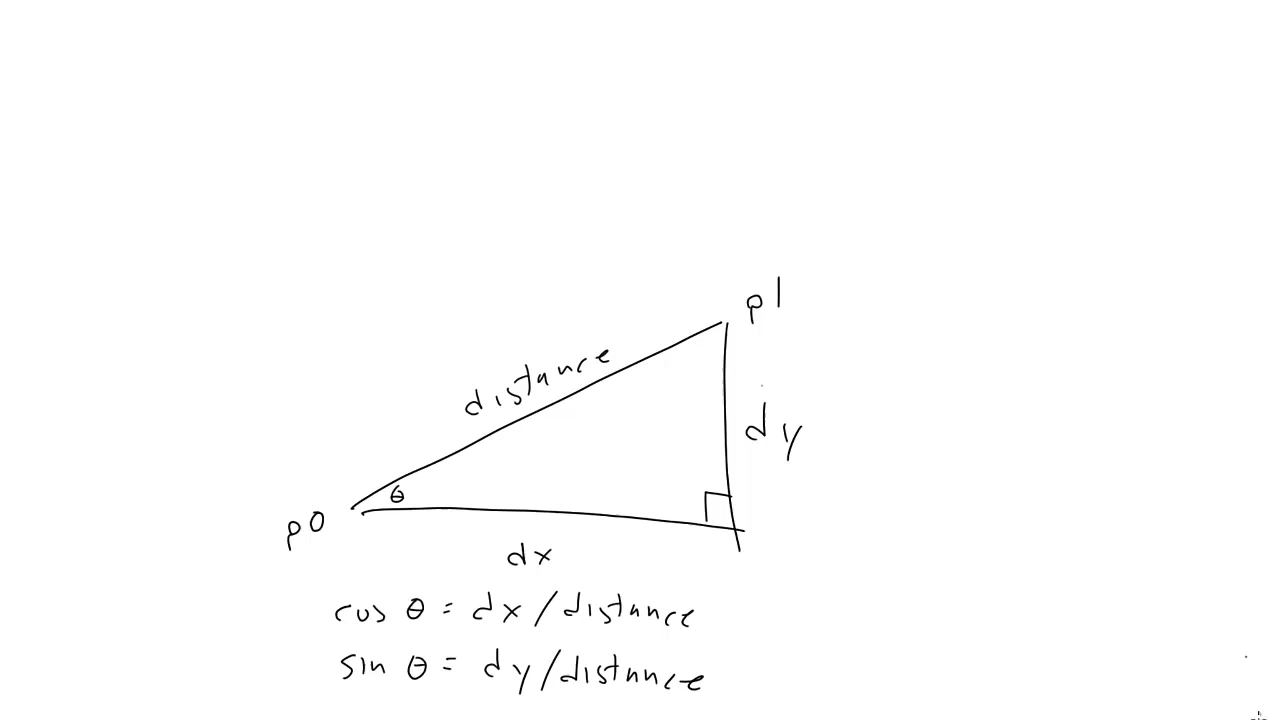 p1
distance
dy
θ
p0
dx
cos θ = dx/distance
sin θ = dy/distance